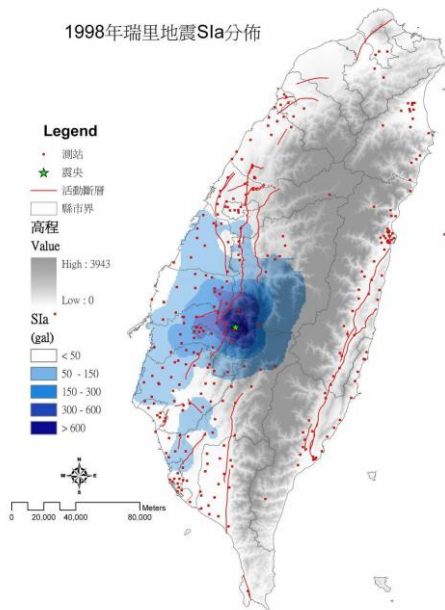 1998年瑞里地震SIa分佈
Legend
測站
震央
活動斷層
縣市界
高程
Value
High : 3943
Low : 0
SIa
(gal)
< 50
50 - 150
150 - 300
300 - 600
> 600
N
W E
S
Meters
0 20,000 40,000 80,000